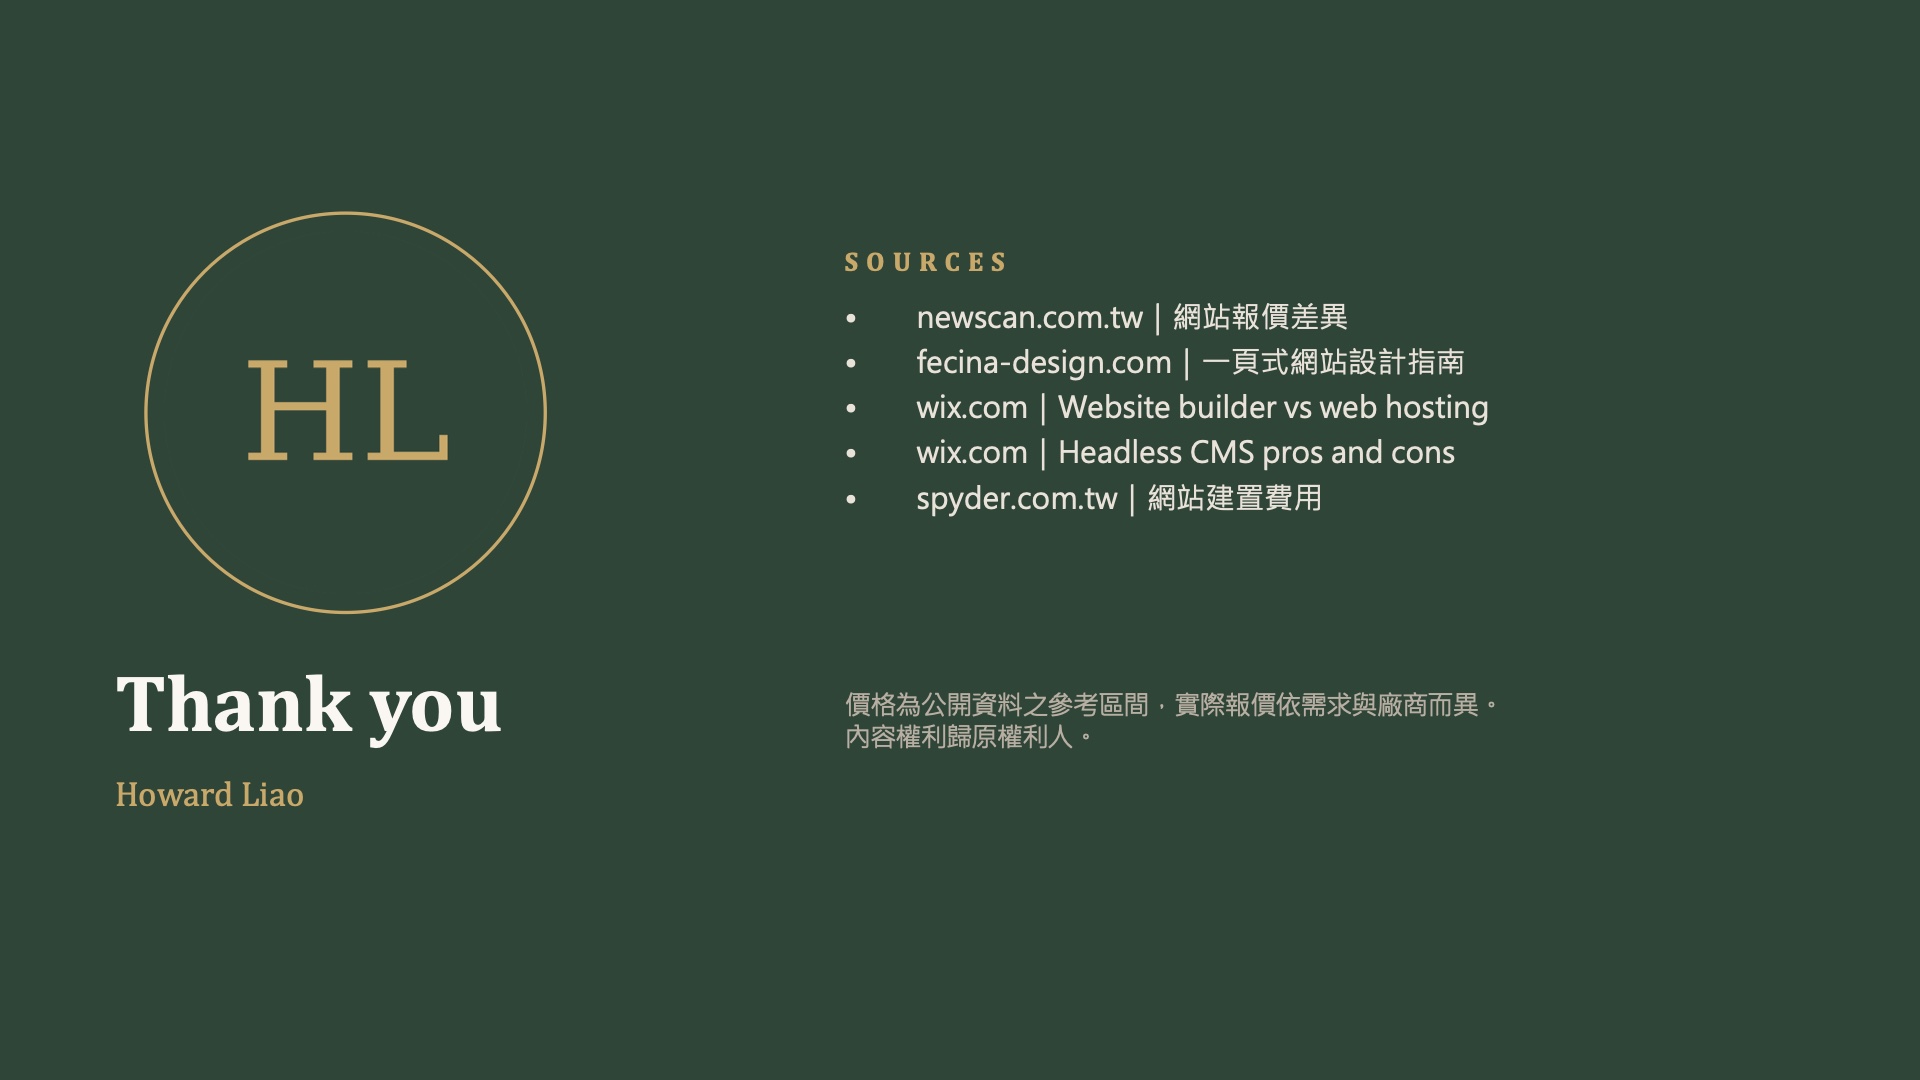 HL
Thank you
Howard Liao
SOURCES
• newscan.com.tw｜網站報價差異
• fecina-design.com｜一頁式網站設計指南
• wix.com｜Website builder vs web hosting
• wix.com｜Headless CMS pros and cons
• spyder.com.tw｜網站建置費用
價格為公開資料之參考區間，實際報價依需求與廠商而異。
內容權利歸原權利人。